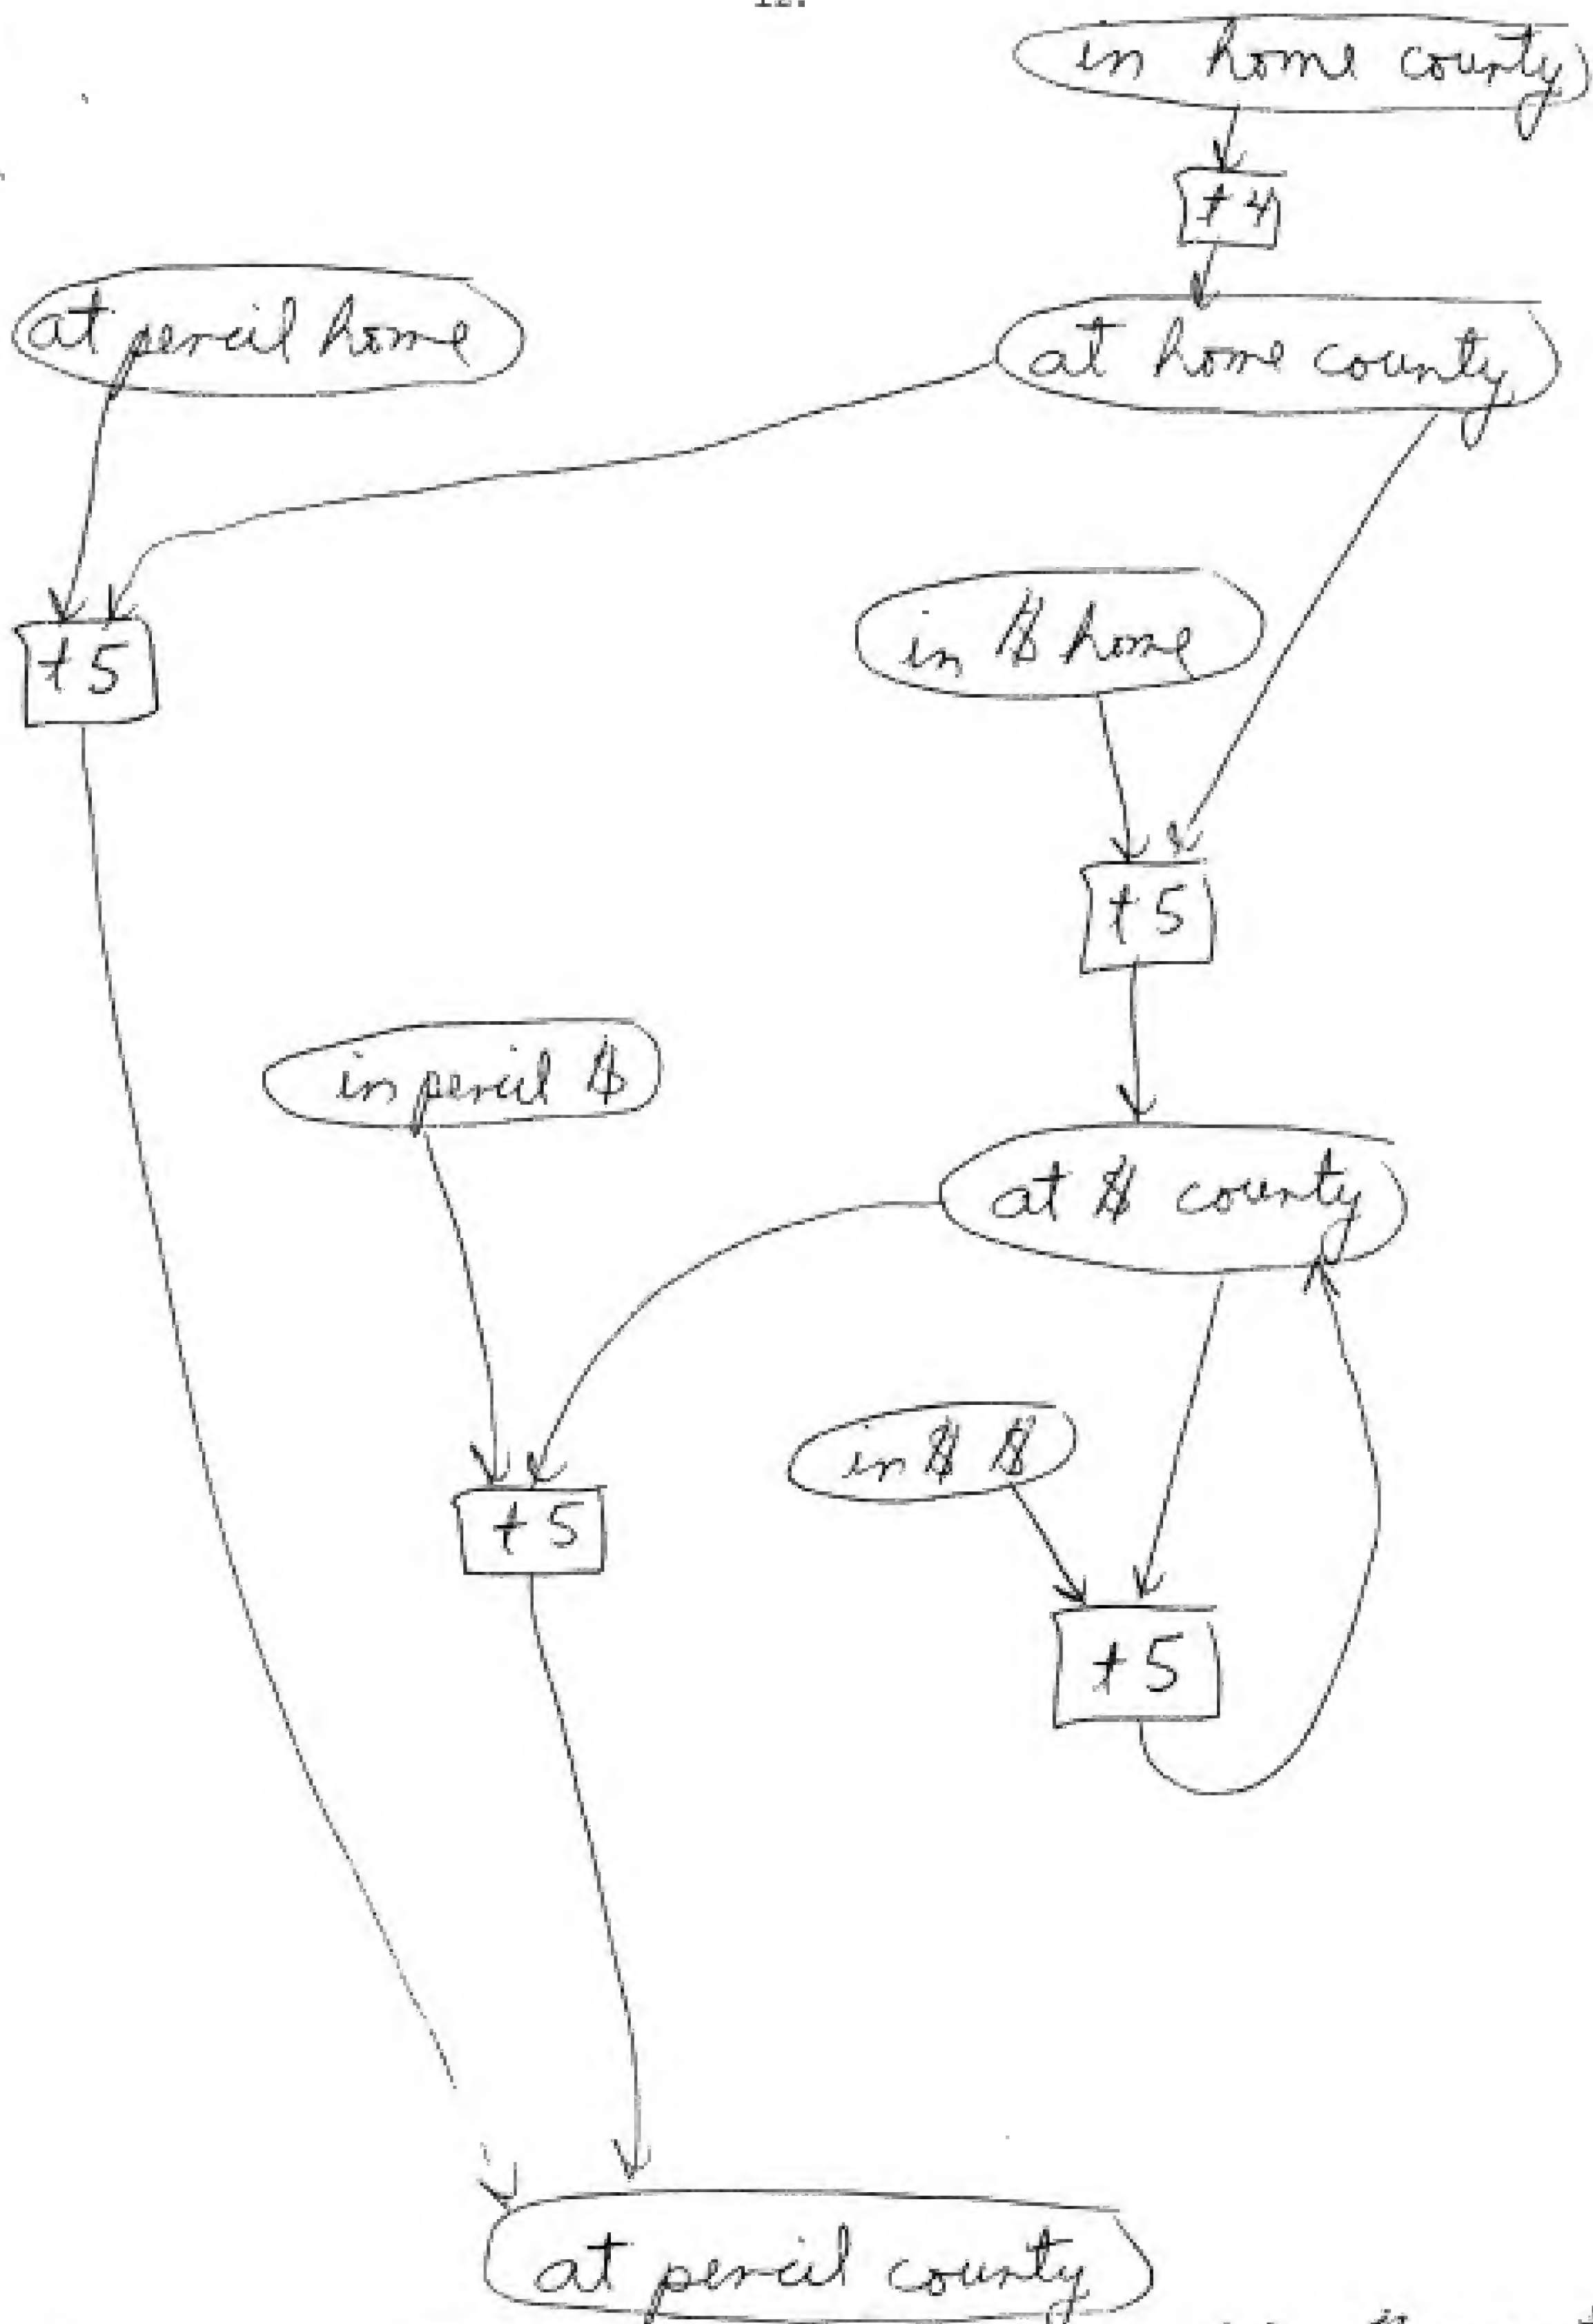 12.
in home county
t4
at pencil home
at home county
in $ home
t5
t5
in pencil $
at $ county
in $ $
t5
t5
at pencil county